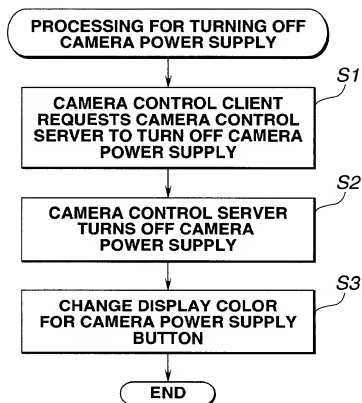 PROCESSING FOR TURNING OFF
CAMERA POWER SUPPLY
S1
CAMERA CONTROL CLIENT
REQUESTS CAMERA CONTROL
SERVER TO TURN OFF CAMERA
POWER SUPPLY
S2
CAMERA CONTROL SERVER
TURNS OFF CAMERA
POWER SUPPLY
S3
CHANGE DISPLAY COLOR
FOR CAMERA POWER SUPPLY
BUTTON
END